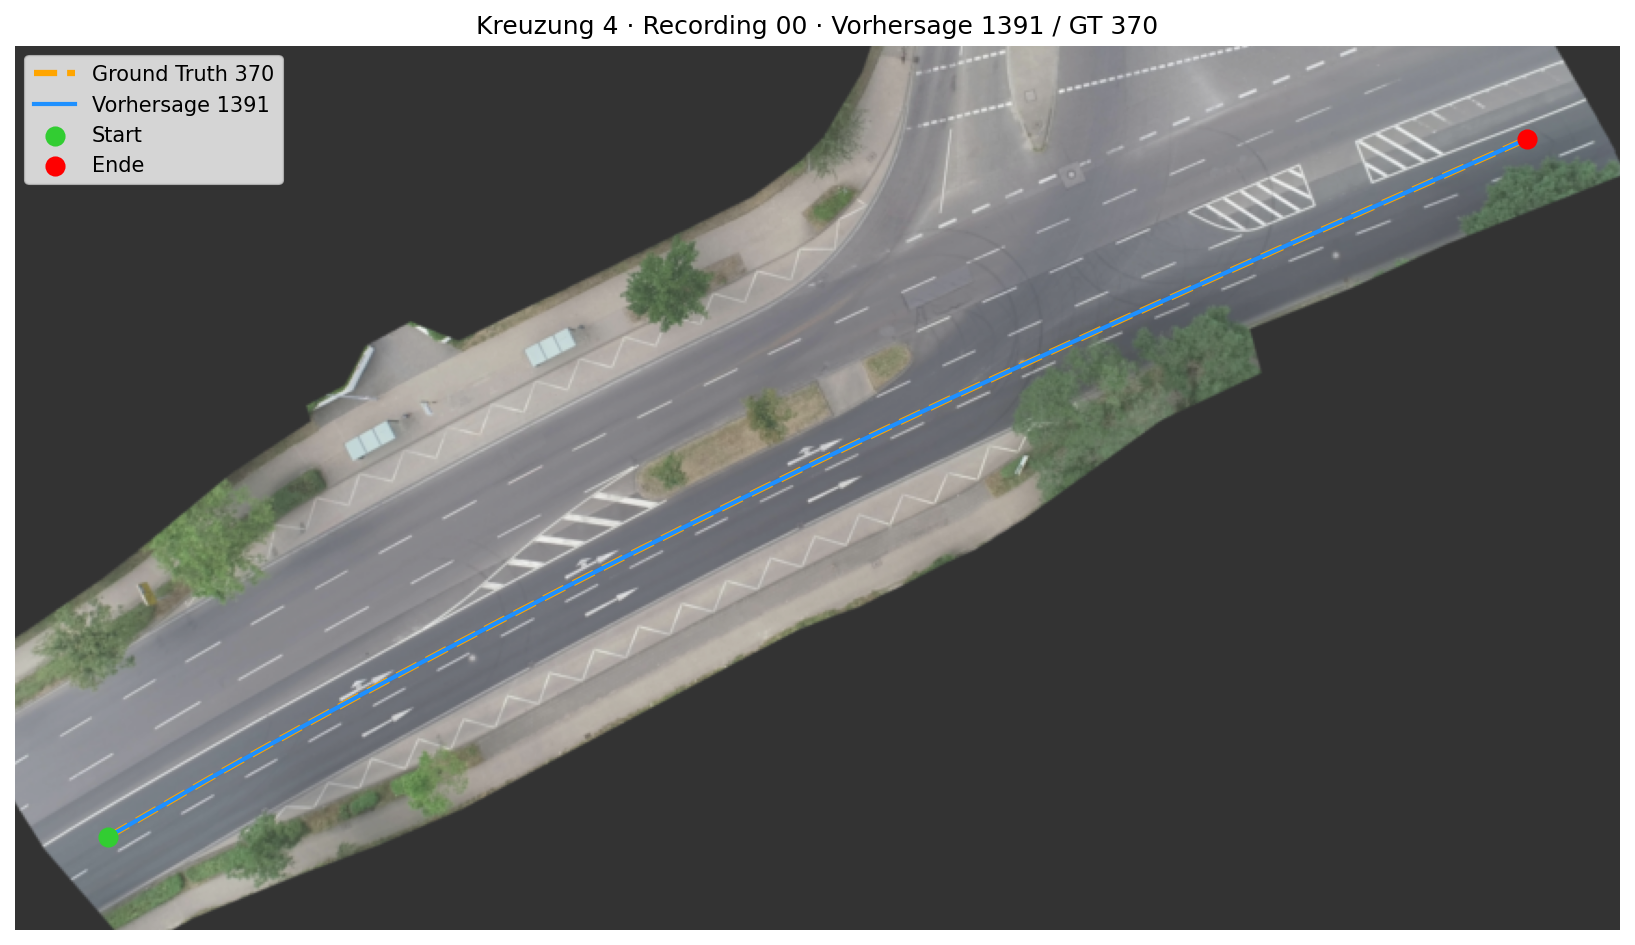 Kreuzung 4 · Recording 00 · Vorhersage 1391 / GT 370
Ground Truth 370
Vorhersage 1391
Start
Ende